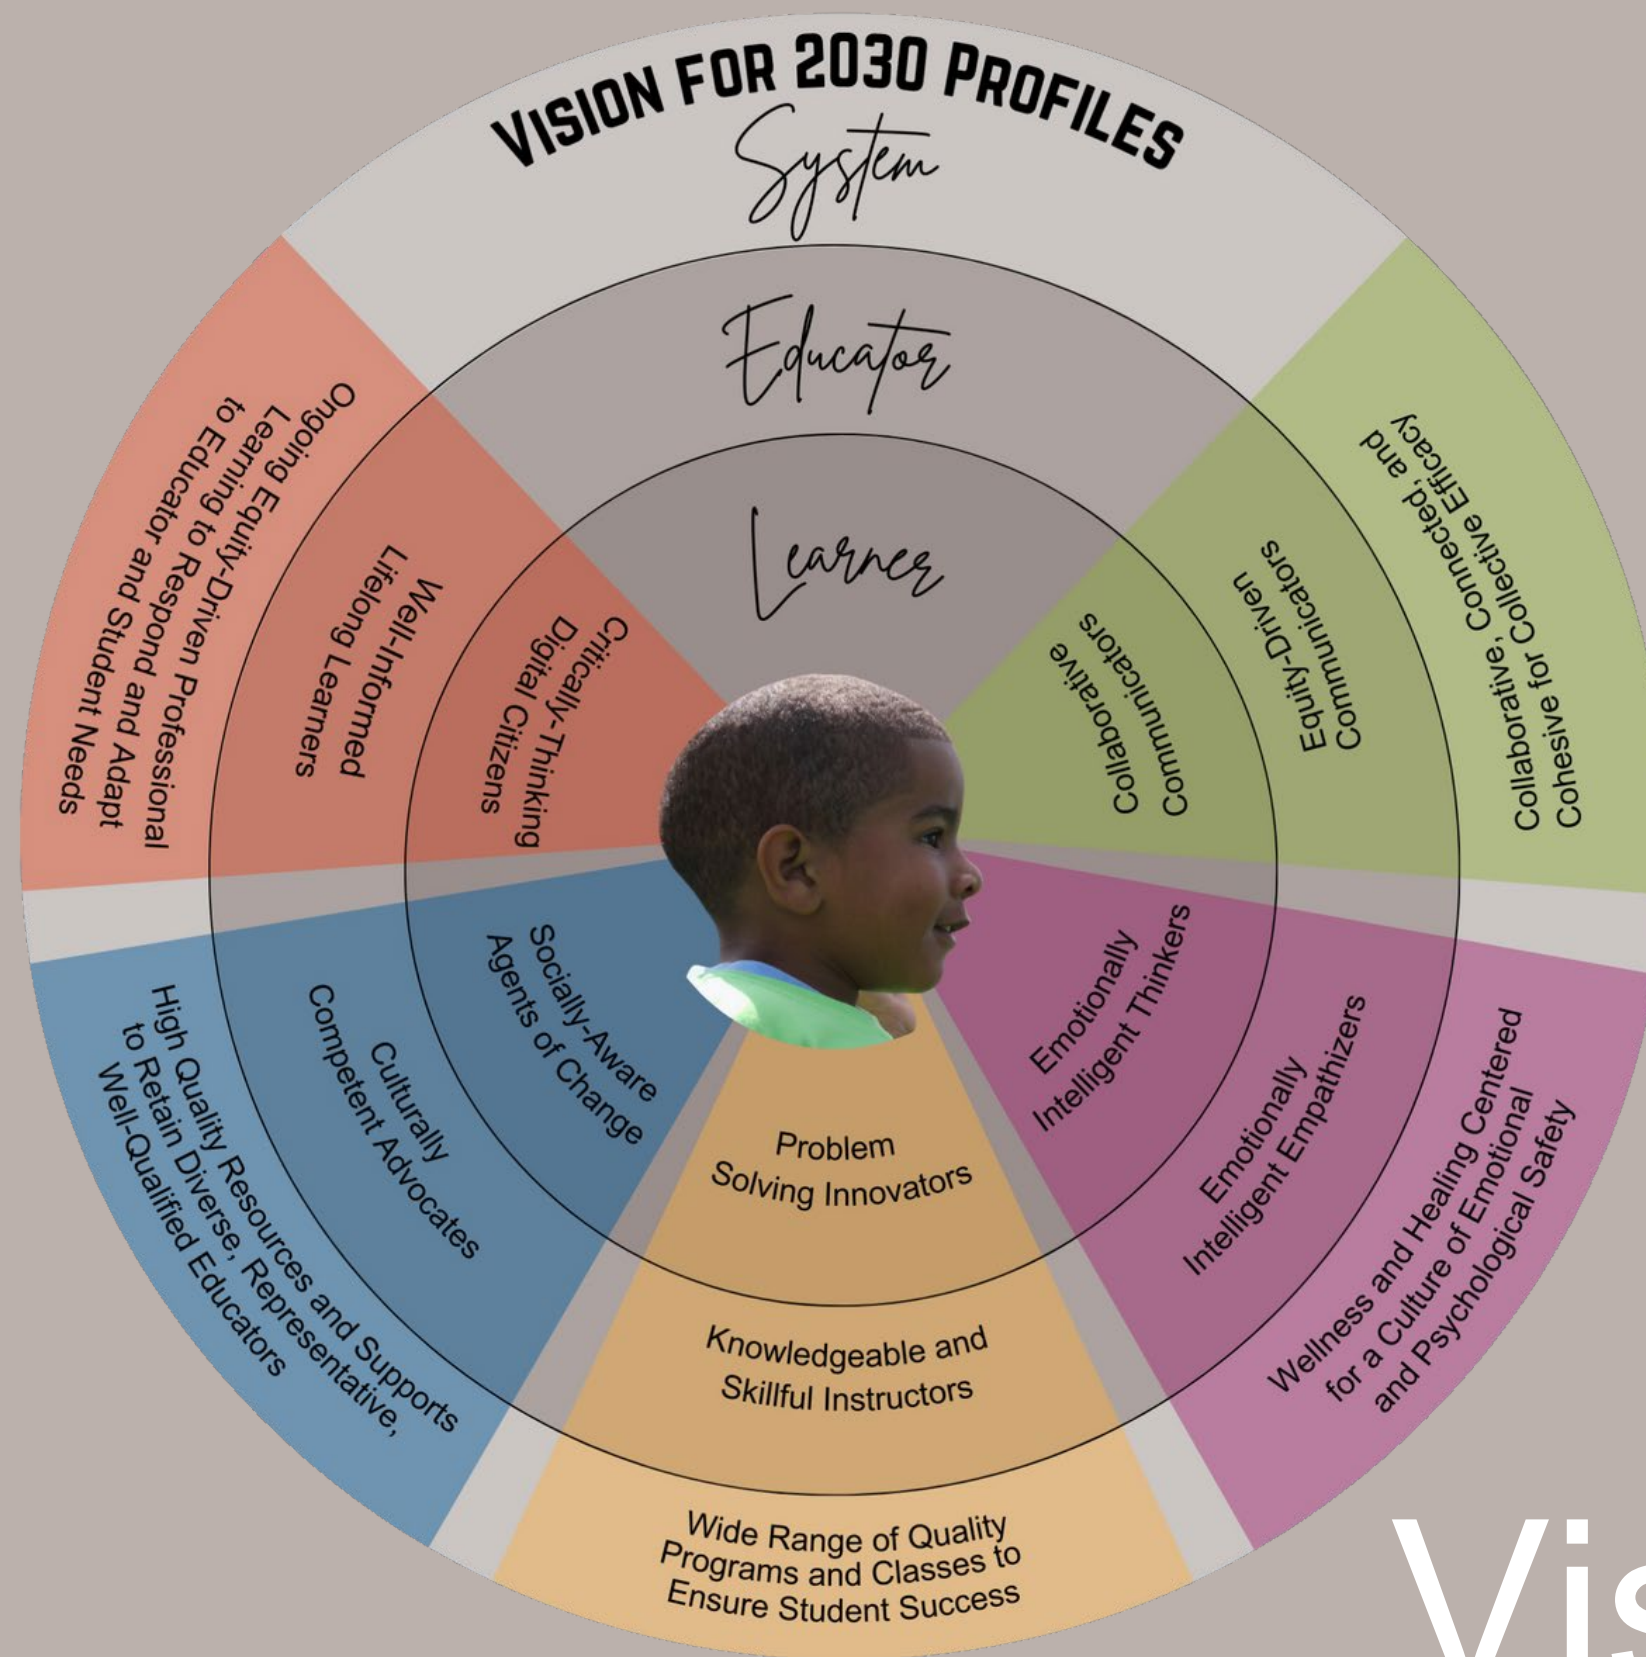 VISION FOR 2030 PROFILES
System
Educator
Learner
Collaborative, Connected, and
Cohesive for Collective Efficacy
Equity-Driven
Communicators
Collaborative
Communicators
Emotionally
Intelligent Thinkers
Emotionally
Intelligent Empathizers
Wellness and Healing Centered
for a Culture of Emotional
and Psychological Safety
Problem
Solving Innovators
Knowledgeable and
Skillful Instructors
Wide Range of Quality
Programs and Classes to
Ensure Student Success
Socially-Aware
Agents of Change
Culturally
Competent Advocates
High Quality Resources and Supports
to Retain Diverse, Representative,
Well-Qualified Educators
Critically-Thinking
Digital Citizens
Well-Informed
Lifelong Learners
Ongoing Equity-Driven Professional
Learning to Respond and Adapt
to Educator and Student Needs